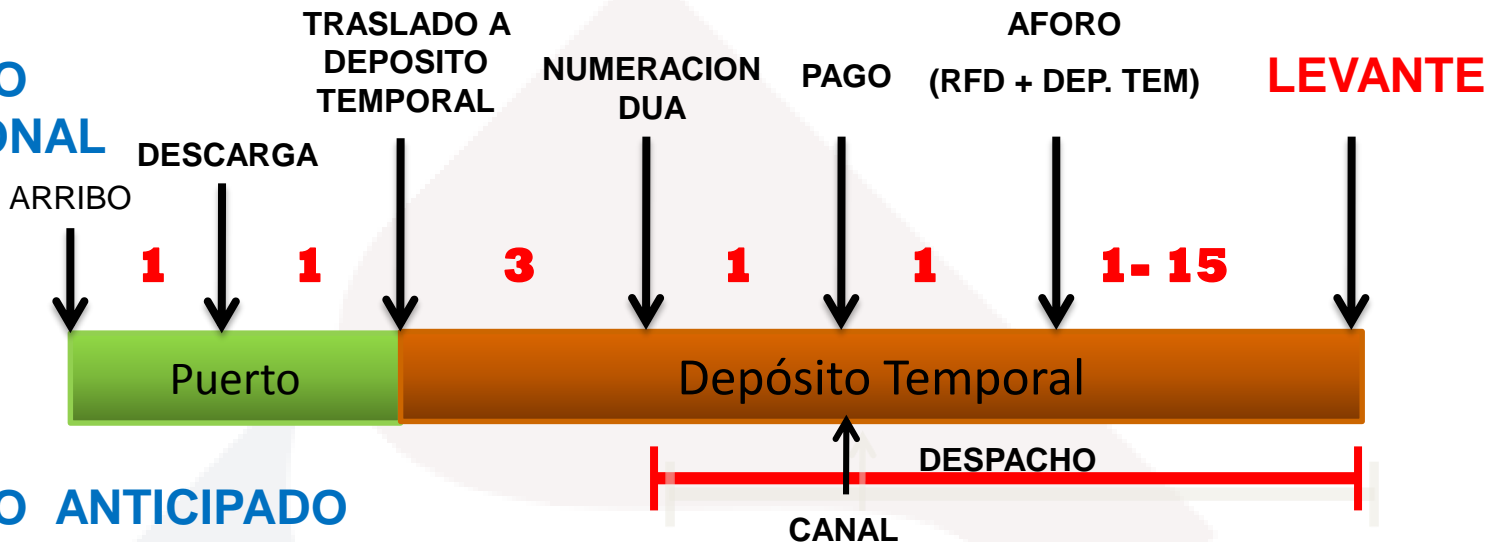 TRASLADO A
DEPOSITO
TEMPORAL
AFORO
(RFD + DEP. TEM)
NUMERACION
DUA
PAGO
LEVANTE
O
ONAL
DESCARGA
ARRIBO
1 1 3 1 1 1- 15
Puerto Depósito Temporal
DESPACHO
O ANTICIPADO
CANAL